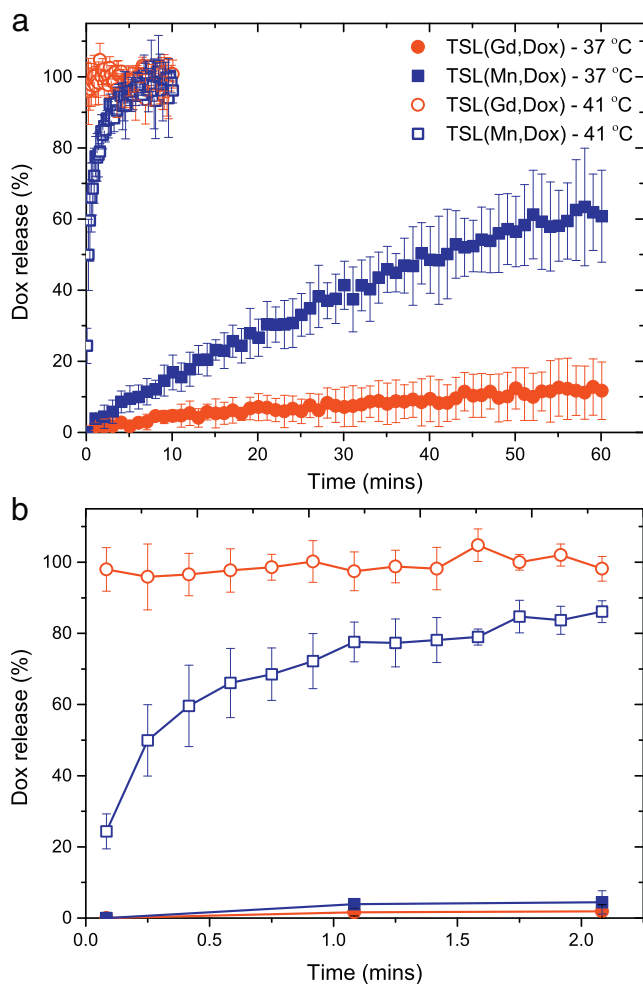 a
TSL(Gd,Dox) - 37 °C
TSL(Mn,Dox) - 37 °C
TSL(Gd,Dox) - 41 °C
TSL(Mn,Dox) - 41 °C
Dox release (%)
100
80
60
40
20
0
0 10 20 30 40 50 60
Time (mins)
b
Dox release (%)
100
80
60
40
20
0
0.0 0.5 1.0 1.5 2.0
Time (mins)